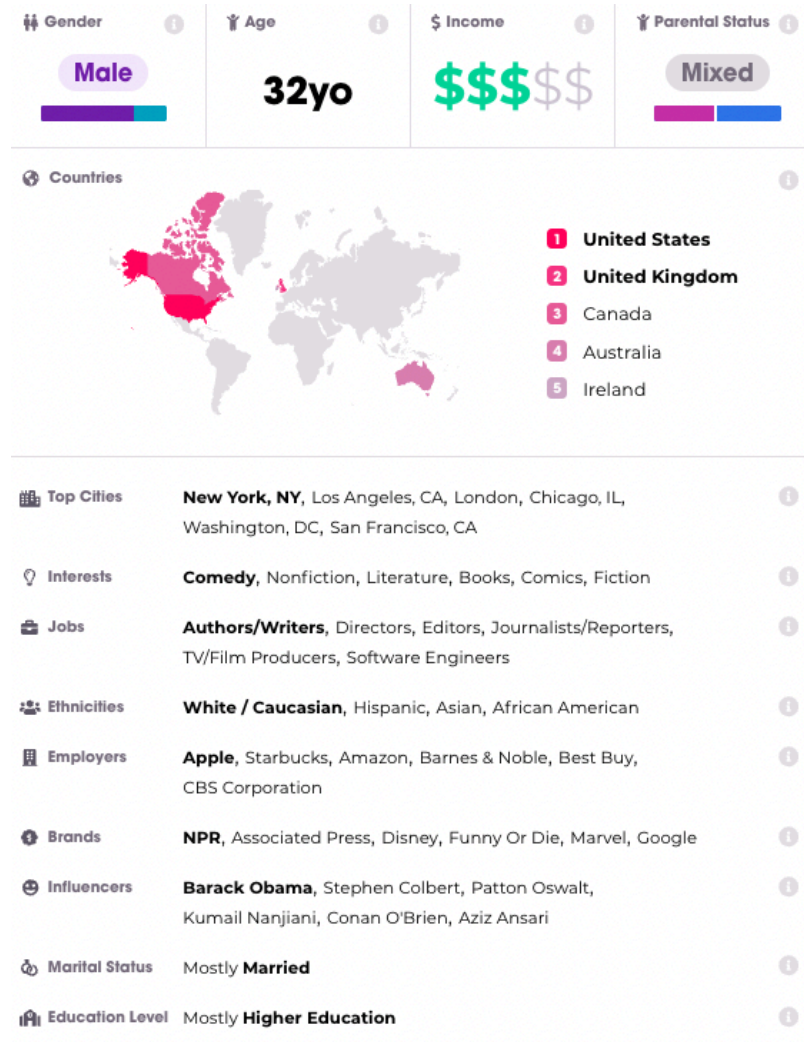 Gender
Male
Age
32yo
$ Income
$$$$$
Parental Status
Mixed
Countries
1 United States
2 United Kingdom
3 Canada
4 Australia
5 Ireland
Top Cities
New York, NY, Los Angeles, CA, London, Chicago, IL,
Washington, DC, San Francisco, CA
Interests
Comedy, Nonfiction, Literature, Books, Comics, Fiction
Jobs
Authors/Writers, Directors, Editors, Journalists/Reporters,
TV/Film Producers, Software Engineers
Ethnicities
White / Caucasian, Hispanic, Asian, African American
Employers
Apple, Starbucks, Amazon, Barnes & Noble, Best Buy,
CBS Corporation
Brands
NPR, Associated Press, Disney, Funny Or Die, Marvel, Google
Influencers
Barack Obama, Stephen Colbert, Patton Oswalt,
Kumail Nanjiani, Conan O'Brien, Aziz Ansari
Marital Status
Mostly Married
Education Level
Mostly Higher Education